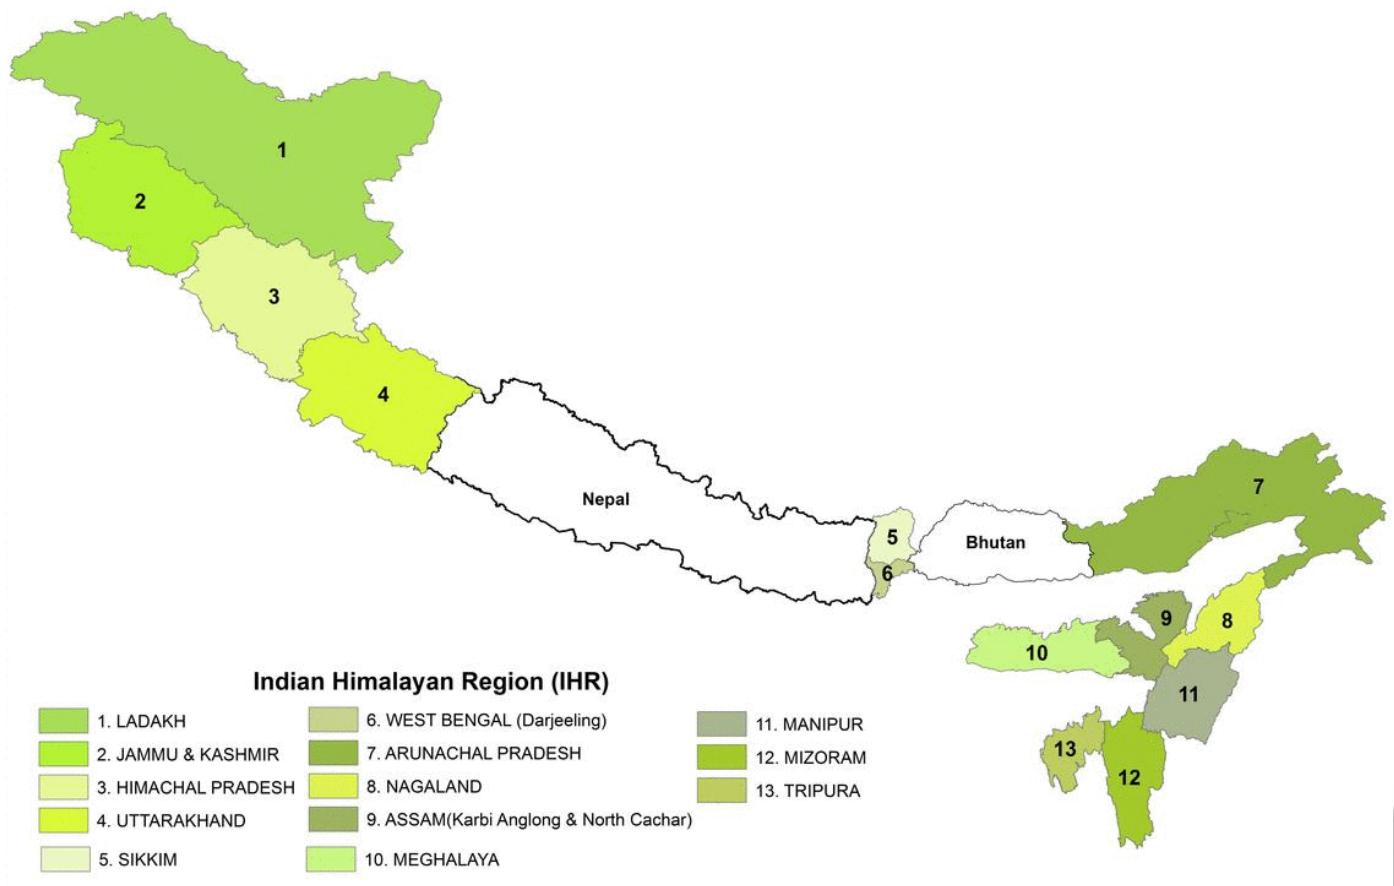 1
2
3
4
Nepal
5
6
Bhutan
7
8
9
10
11
12
13
Indian Himalayan Region (IHR)
1. LADAKH
2. JAMMU & KASHMIR
3. HIMACHAL PRADESH
4. UTTARAKHAND
5. SIKKIM
6. WEST BENGAL (Darjeeling)
7. ARUNACHAL PRADESH
8. NAGALAND
9. ASSAM(Karbi Anglong & North Cachar)
10. MEGHALAYA
11. MANIPUR
12. MIZORAM
13. TRIPURA